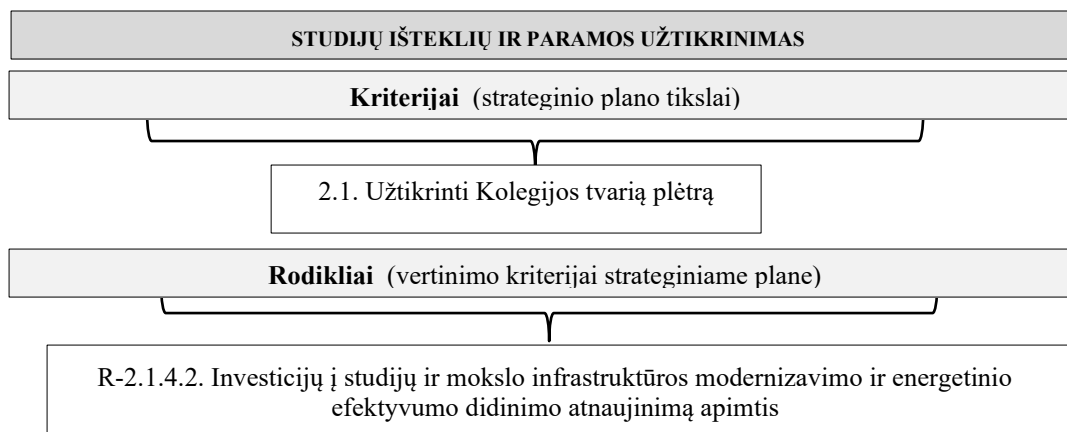 STUDIJŲ IŠTEKLIŲ IR PARAMOS UŽTIKRINIMAS
Kriterijai (strateginio plano tikslai)
2.1. Užtikrinti Kolegijos tvarią plėtrą
Rodikliai (vertinimo kriterijai strateginiame plane)
R-2.1.4.2. Investicijų į studijų ir mokslo infrastruktūros modernizavimo ir energetinio
efektyvumo didinimo atnaujinimą apimtis